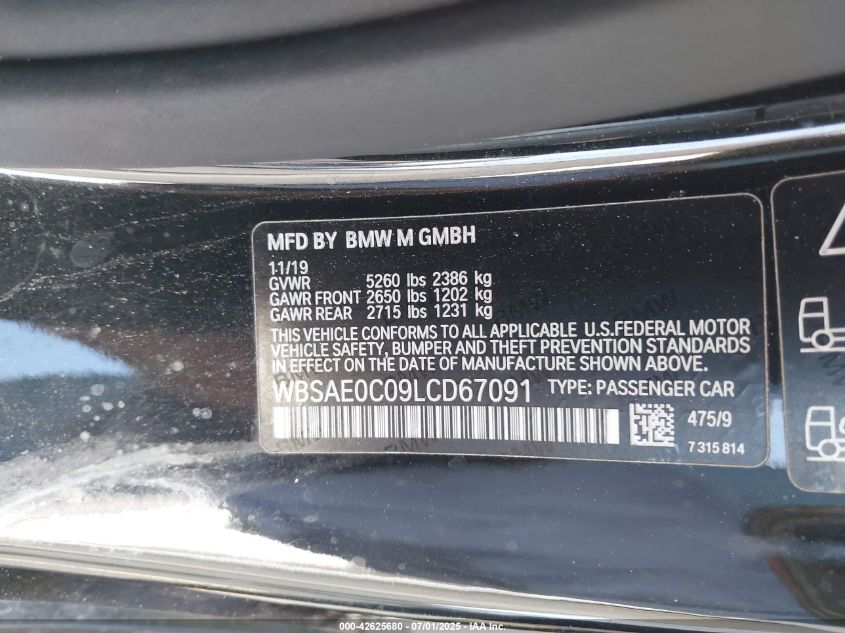 MFD BY BMW M GMBH
11/19
GVWR 5260 lbs 2386 kg
GAWR FRONT 2650 lbs 1202 kg
GAWR REAR 2715 lbs 1231 kg
THIS VEHICLE CONFORMS TO ALL APPLICABLE U.S.FEDERAL MOTOR
VEHICLE SAFETY, BUMPER AND THEFT PREVENTION STANDARDS
IN EFFECT ON THE DATE OF MANUFACTURE SHOWN ABOVE.
WBSAE0C09LCD67091 TYPE: PASSENGER CAR
475/9
7 315 814
000-42625680 - 07/01/2025 - IAA Inc.